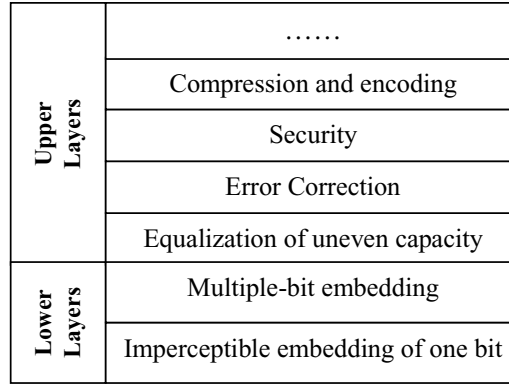 Upper
Layers
……
Compression and encoding
Security
Error Correction
Equalization of uneven capacity
Lower
Layers
Multiple-bit embedding
Imperceptible embedding of one bit